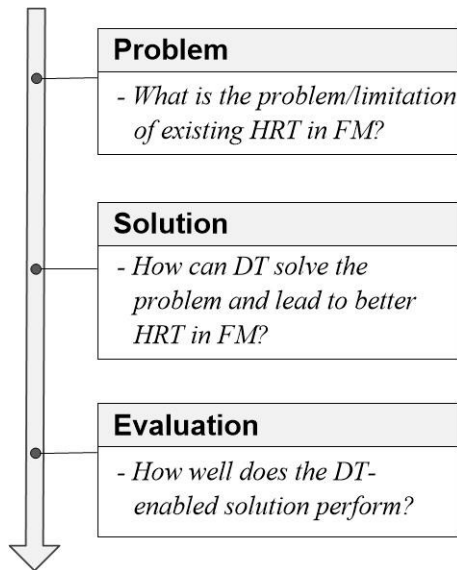 Problem
- What is the problem/limitation
of existing HRT in FM?
Solution
- How can DT solve the
problem and lead to better
HRT in FM?
Evaluation
- How well does the DT-
enabled solution perform?